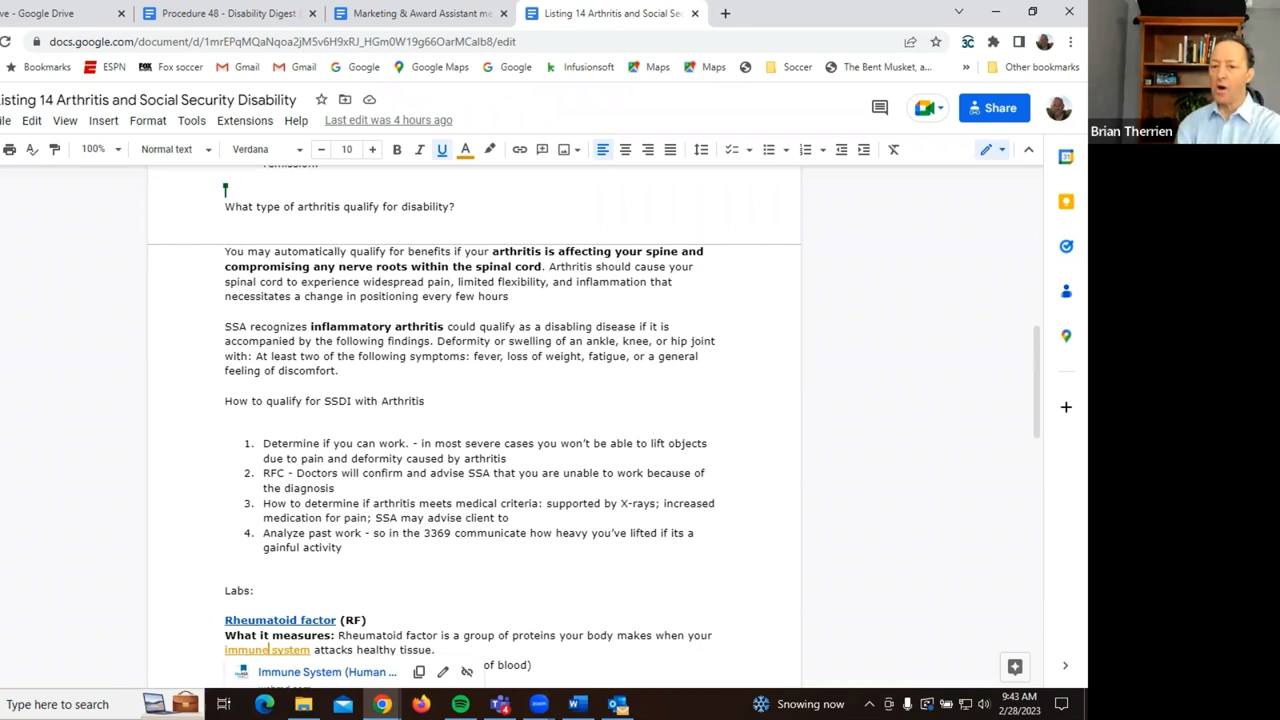 ve - Google Drive
Procedure 48 - Disability Digest
Marketing & Award Assistant me
Listing 14 Arthritis and Social Sec
docs.google.com/document/d/1mrEPqMQaNqoa2jM5v6H9xRJ_HGm0W19g66OarMCalb8/edit
Bookmarks
ESPN
Fox soccer
Gmail
Gmail
Google
Google Maps
Google
Infusionsoft
Maps
Maps
Soccer
The Bent Musket, a...
Other bookmarks
Listing 14 Arthritis and Social Security Disability
ile Edit View Insert Format Tools Extensions Help Last edit was 4 hours ago
Share
Brian Therrien
100% Normal text Verdana 10
What type of arthritis qualify for disability?
You may automatically qualify for benefits if your arthritis is affecting your spine and
compromising any nerve roots within the spinal cord. Arthritis should cause your
spinal cord to experience widespread pain, limited flexibility, and inflammation that
necessitates a change in positioning every few hours
SSA recognizes inflammatory arthritis could qualify as a disabling disease if it is
accompanied by the following findings. Deformity or swelling of an ankle, knee, or hip joint
with: At least two of the following symptoms: fever, loss of weight, fatigue, or a general
feeling of discomfort.
How to qualify for SSDI with Arthritis
1. Determine if you can work. - in most severe cases you won't be able to lift objects
due to pain and deformity caused by arthritis
2. RFC - Doctors will confirm and advise SSA that you are unable to work because of
the diagnosis
3. How to determine if arthritis meets medical criteria: supported by X-rays; increased
medication for pain; SSA may advise client to
4. Analyze past work - so in the 3369 communicate how heavy you've lifted if its a
gainful activity
Labs:
Rheumatoid factor (RF)
What it measures: Rheumatoid factor is a group of proteins your body makes when your
immune system attacks healthy tissue.
of blood)
Immune System (Human ...
Type here to search
Snowing now
9:43 AM
2/28/2023